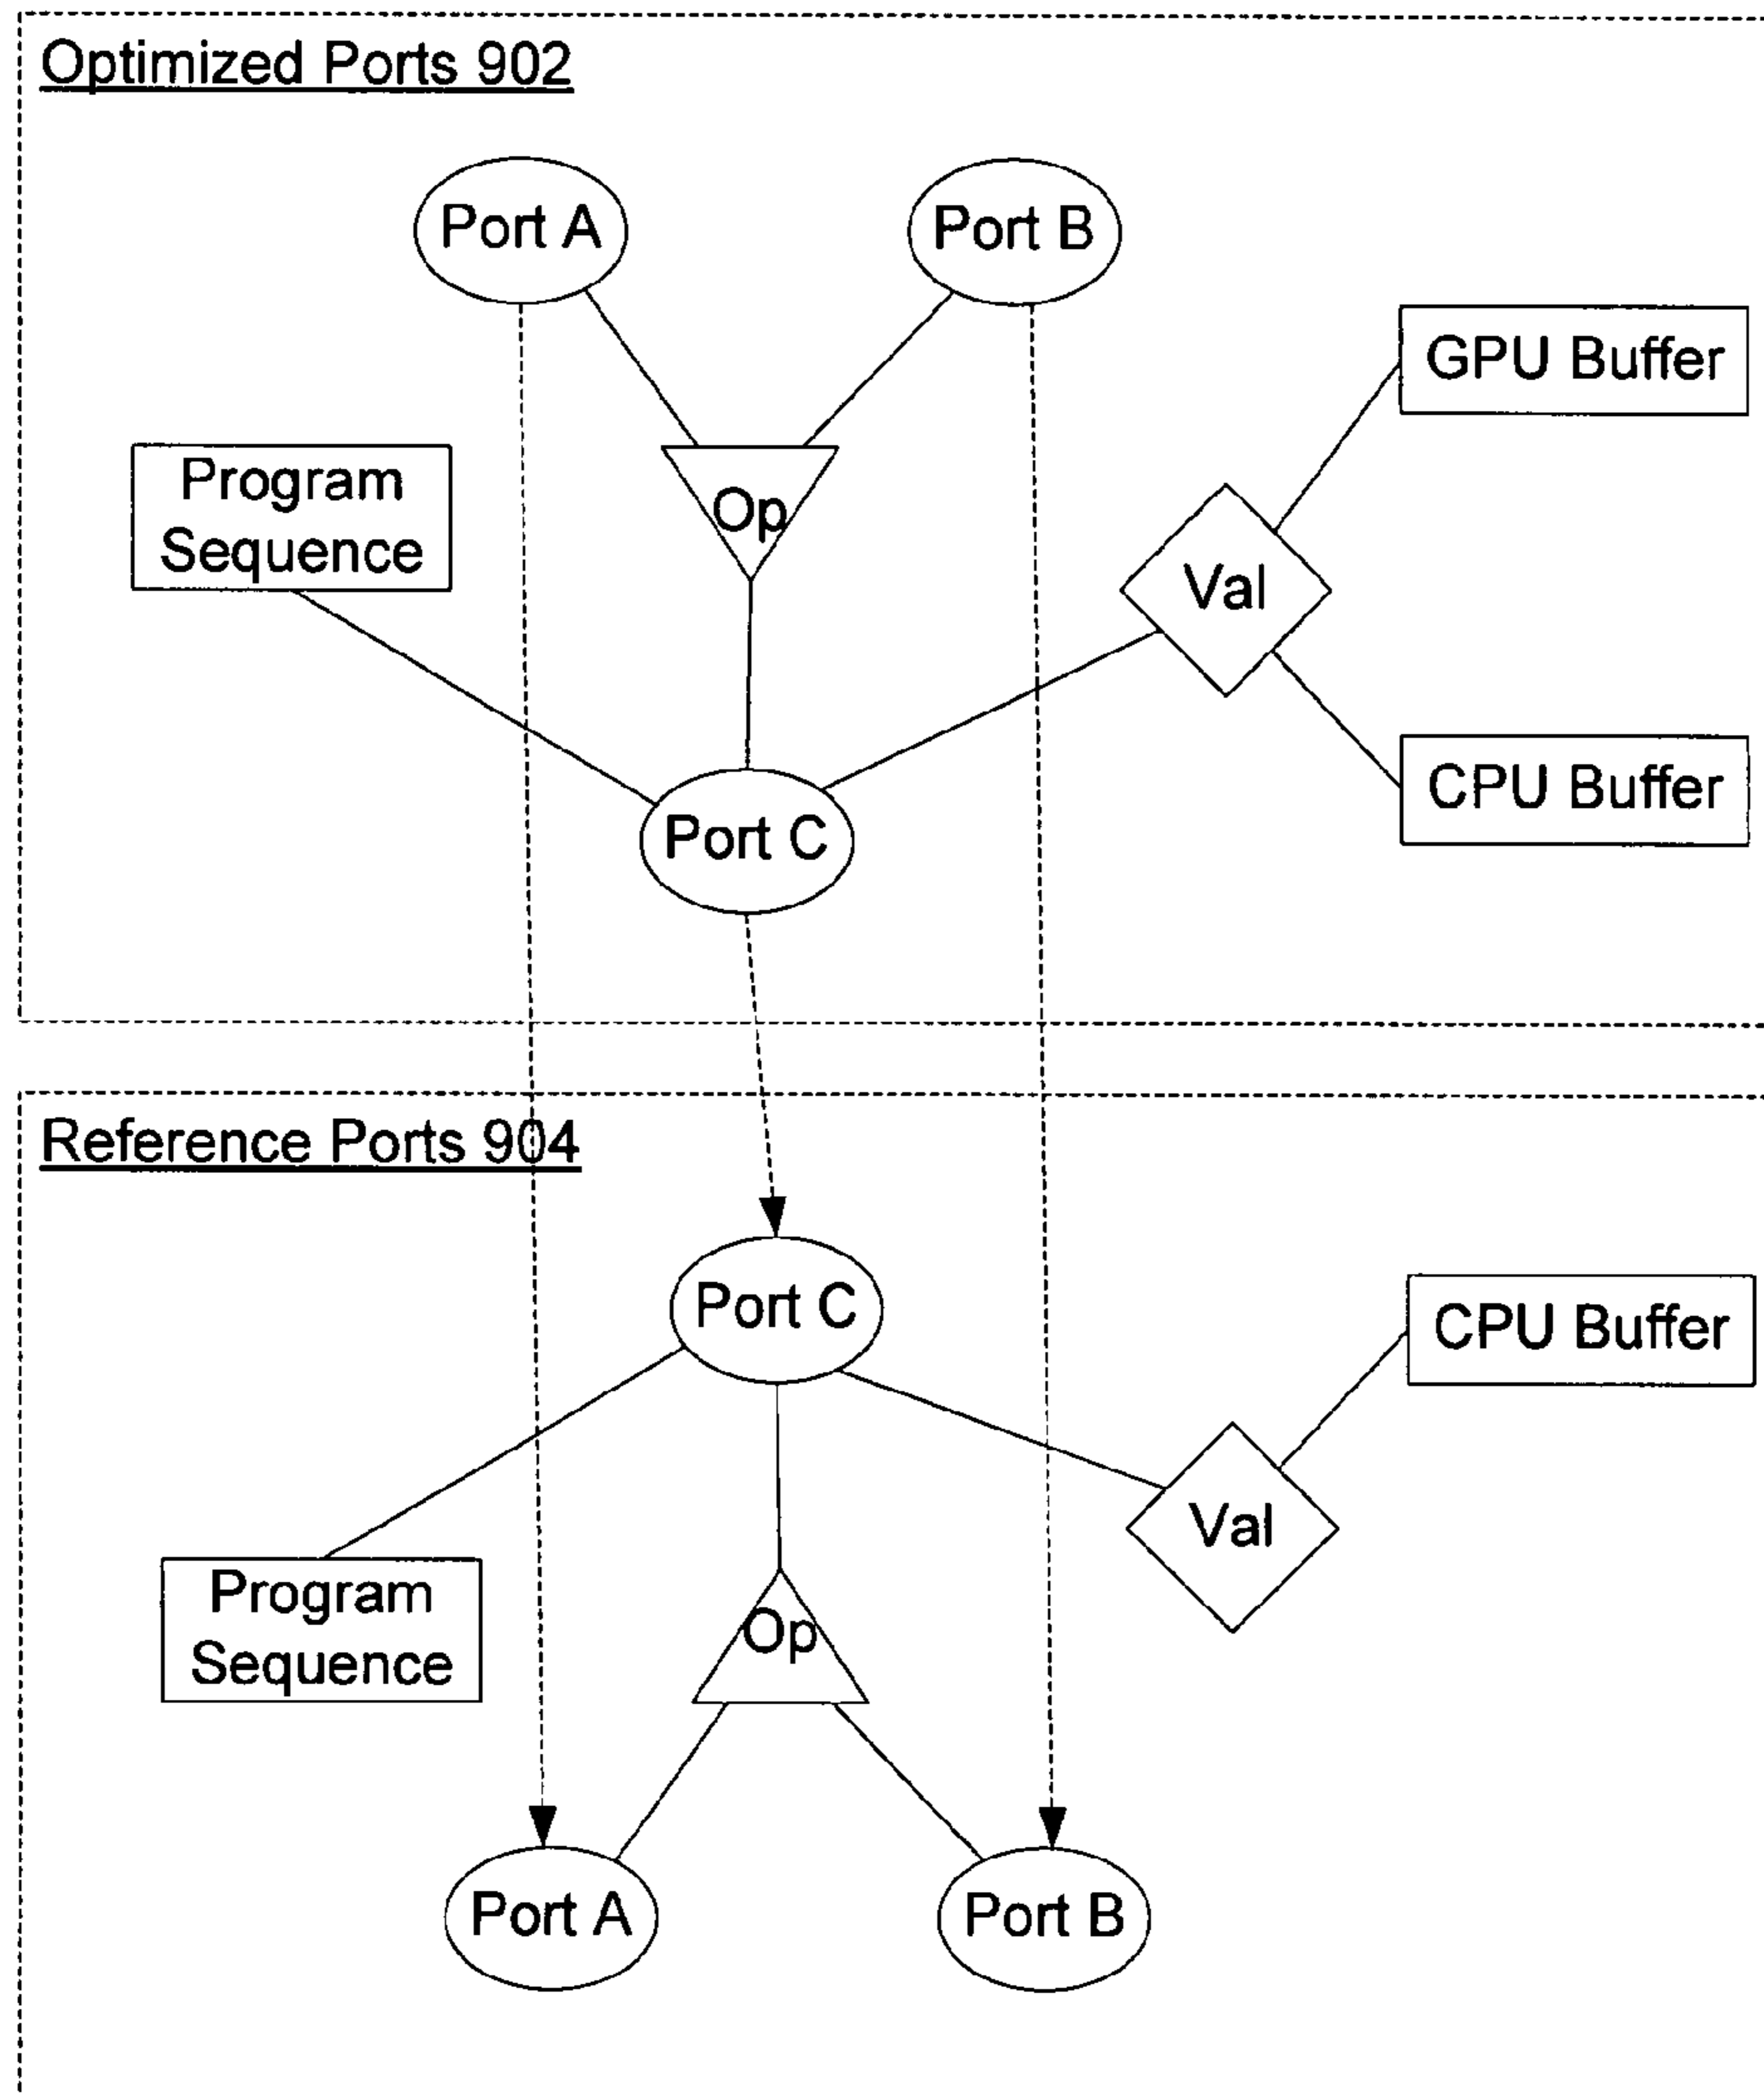 Optimized Ports 902
Port A
Port B
GPU Buffer
Program
Sequence
Op
Val
CPU Buffer
Port C
Reference Ports 904
Port C
CPU Buffer
Val
Program
Sequence
Op
Port A
Port B